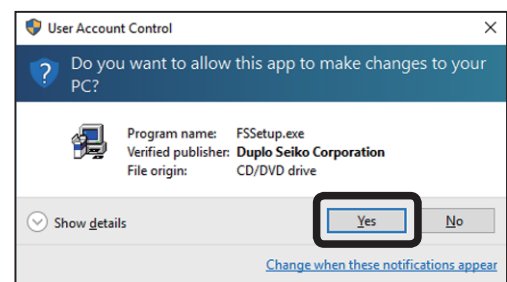 User Account Control
Do you want to allow this app to make changes to your
PC?
Program name: FSSetup.exe
Verified publisher: Duplo Seiko Corporation
File origin: CD/DVD drive
Show details
Yes
No
Change when these notifications appear